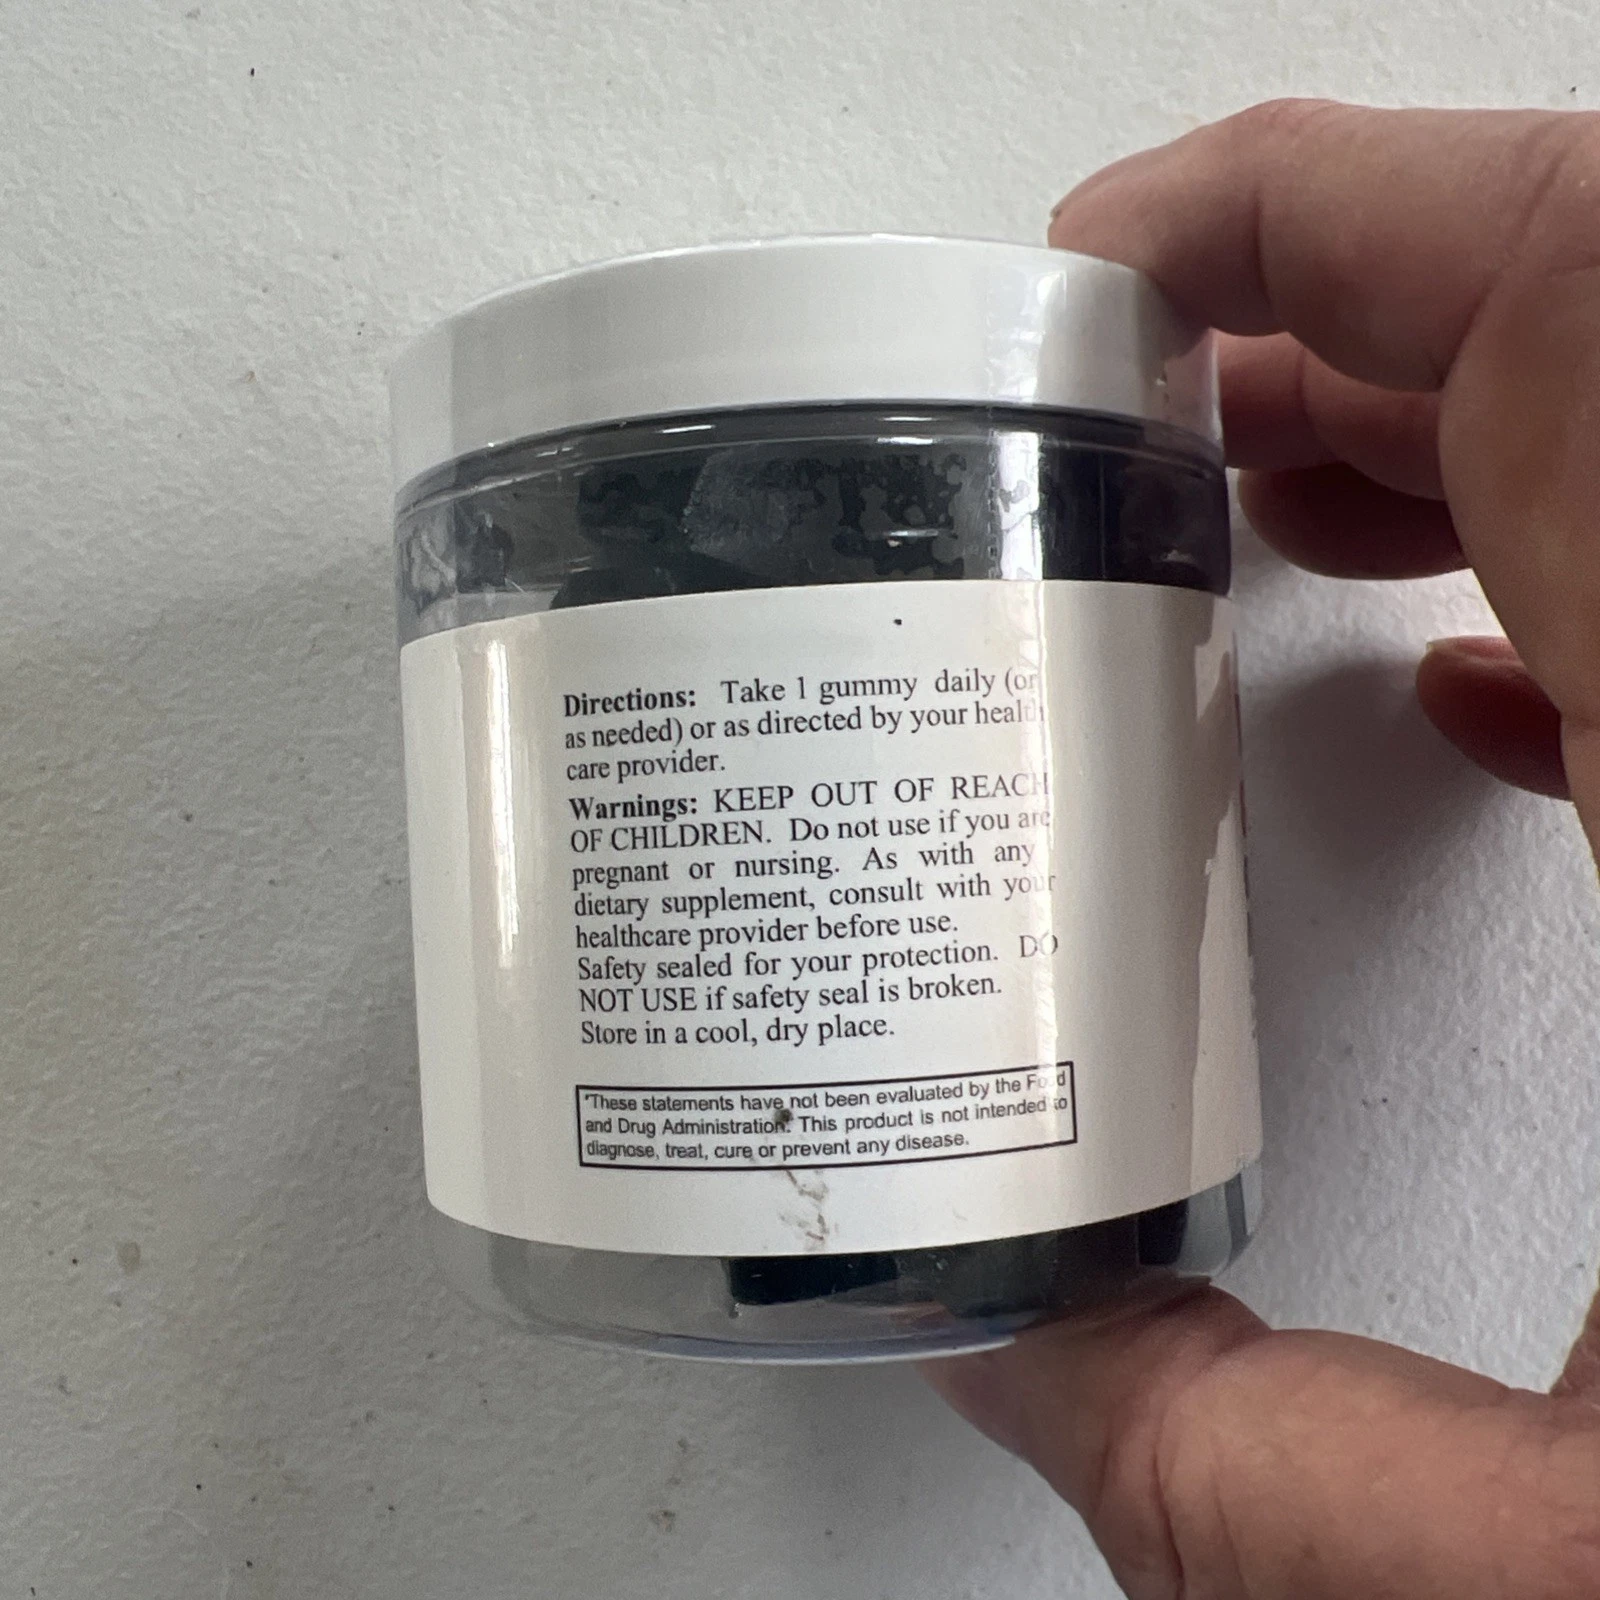 Directions: Take 1 gummy daily (or
as needed) or as directed by your health
care provider.
Warnings: KEEP OUT OF REACH
OF CHILDREN. Do not use if you are
pregnant or nursing. As with any
dietary supplement, consult with your
healthcare provider before use.
Safety sealed for your protection. DO
NOT USE if safety seal is broken.
Store in a cool, dry place.
*These statements have not been evaluated by the Food
and Drug Administration. This product is not intended to
diagnose, treat, cure or prevent any disease.